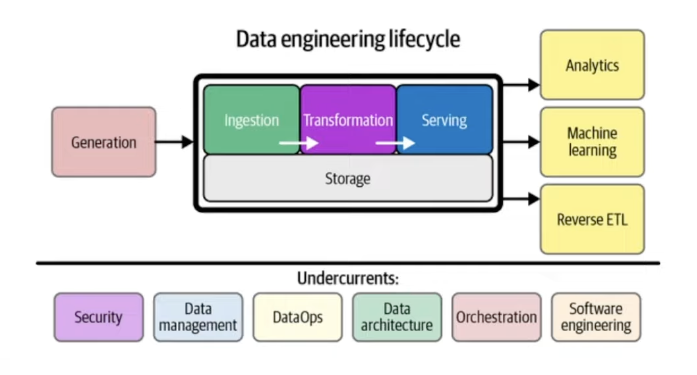 Data engineering lifecycle
Generation
Ingestion
Transformation
Serving
Storage
Analytics
Machine
learning
Reverse ETL
Undercurrents:
Security
Data
management
DataOps
Data
architecture
Orchestration
Software
engineering